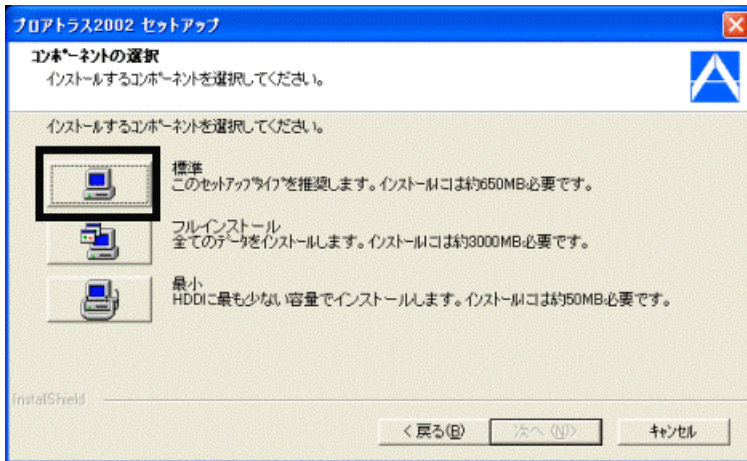 プロアトラス2002 セットアップ
コンポーネントの選択
インストールするコンポーネントを選択してください。
インストールするコンポーネントを選択してください。
標準
このセットアップタイプを推奨します。インストールには約650MB必要です。
フルインストール
全てのデータをインストールします。インストールには約3000MB必要です。
最小
HDDに最も少ない容量でインストールします。インストールには約50MB必要です。
InstallShield
< 戻る(B)
次へ (N)>
キャンセル